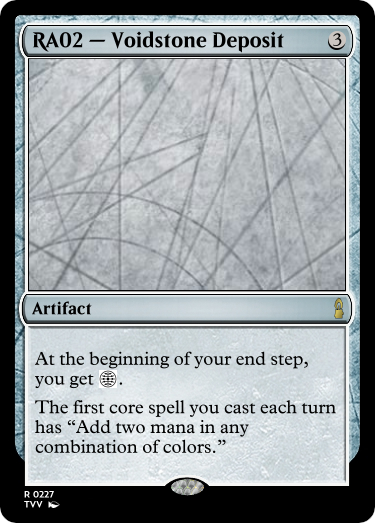 RA02 — Voidstone Deposit 3
Artifact
At the beginning of your end step,
you get .
The first core spell you cast each turn
has “Add two mana in any
combination of colors.”
R 0227
TVV